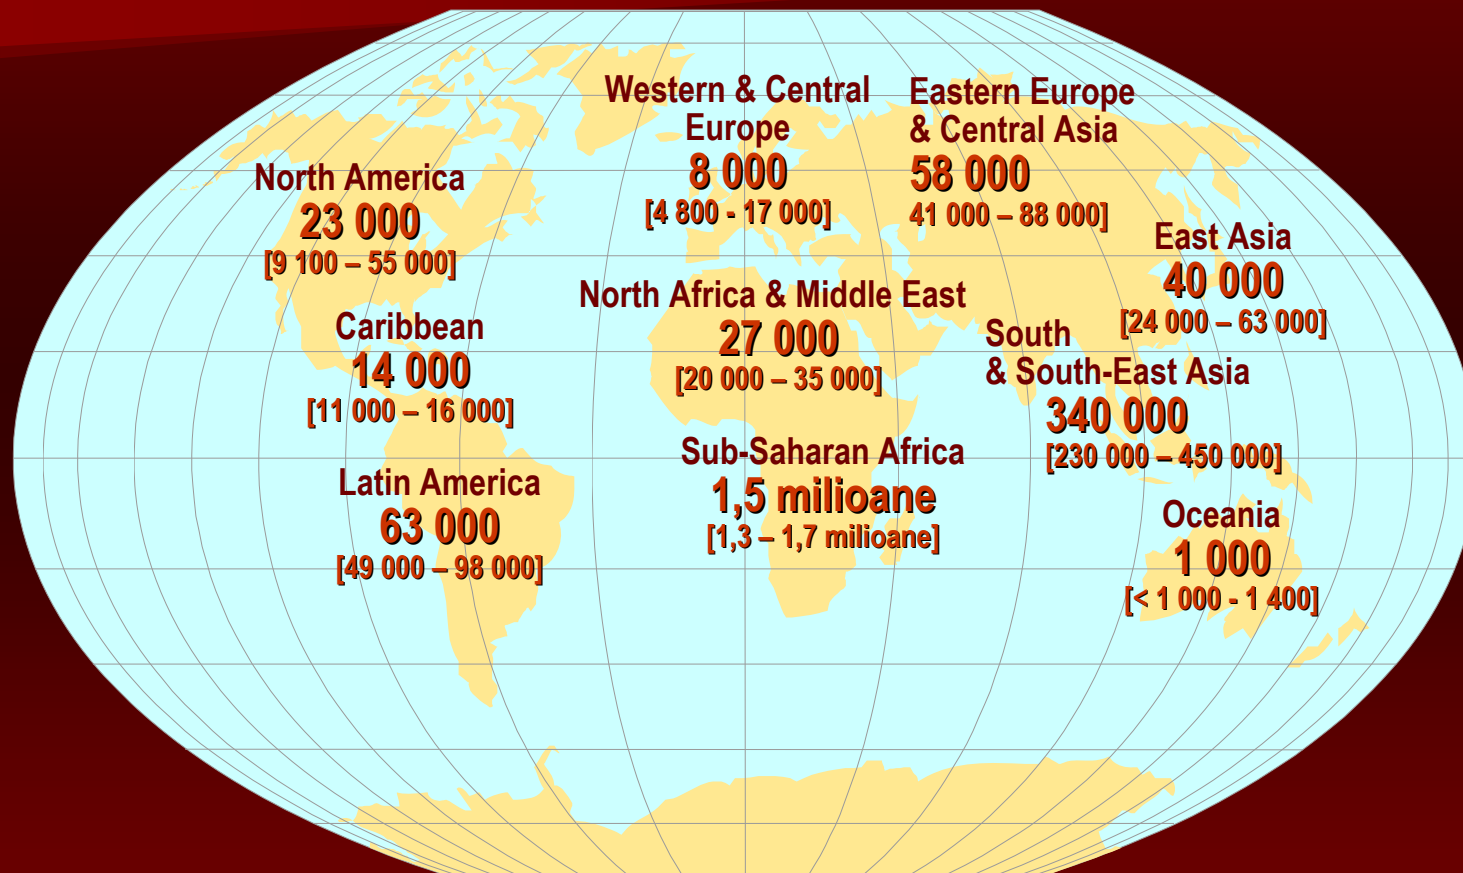 Western & Central
Europe
8 000
[4 800 - 17 000]
Eastern Europe
& Central Asia
58 000
41 000 – 88 000]
North America
23 000
[9 100 – 55 000]
East Asia
40 000
[24 000 – 63 000]
North Africa & Middle East
27 000
[20 000 – 35 000]
Caribbean
14 000
[11 000 – 16 000]
South
& South-East Asia
340 000
[230 000 – 450 000]
Sub-Saharan Africa
1,5 milioane
[1,3 – 1,7 milioane]
Latin America
63 000
[49 000 – 98 000]
Oceania
1 000
[< 1 000 - 1 400]